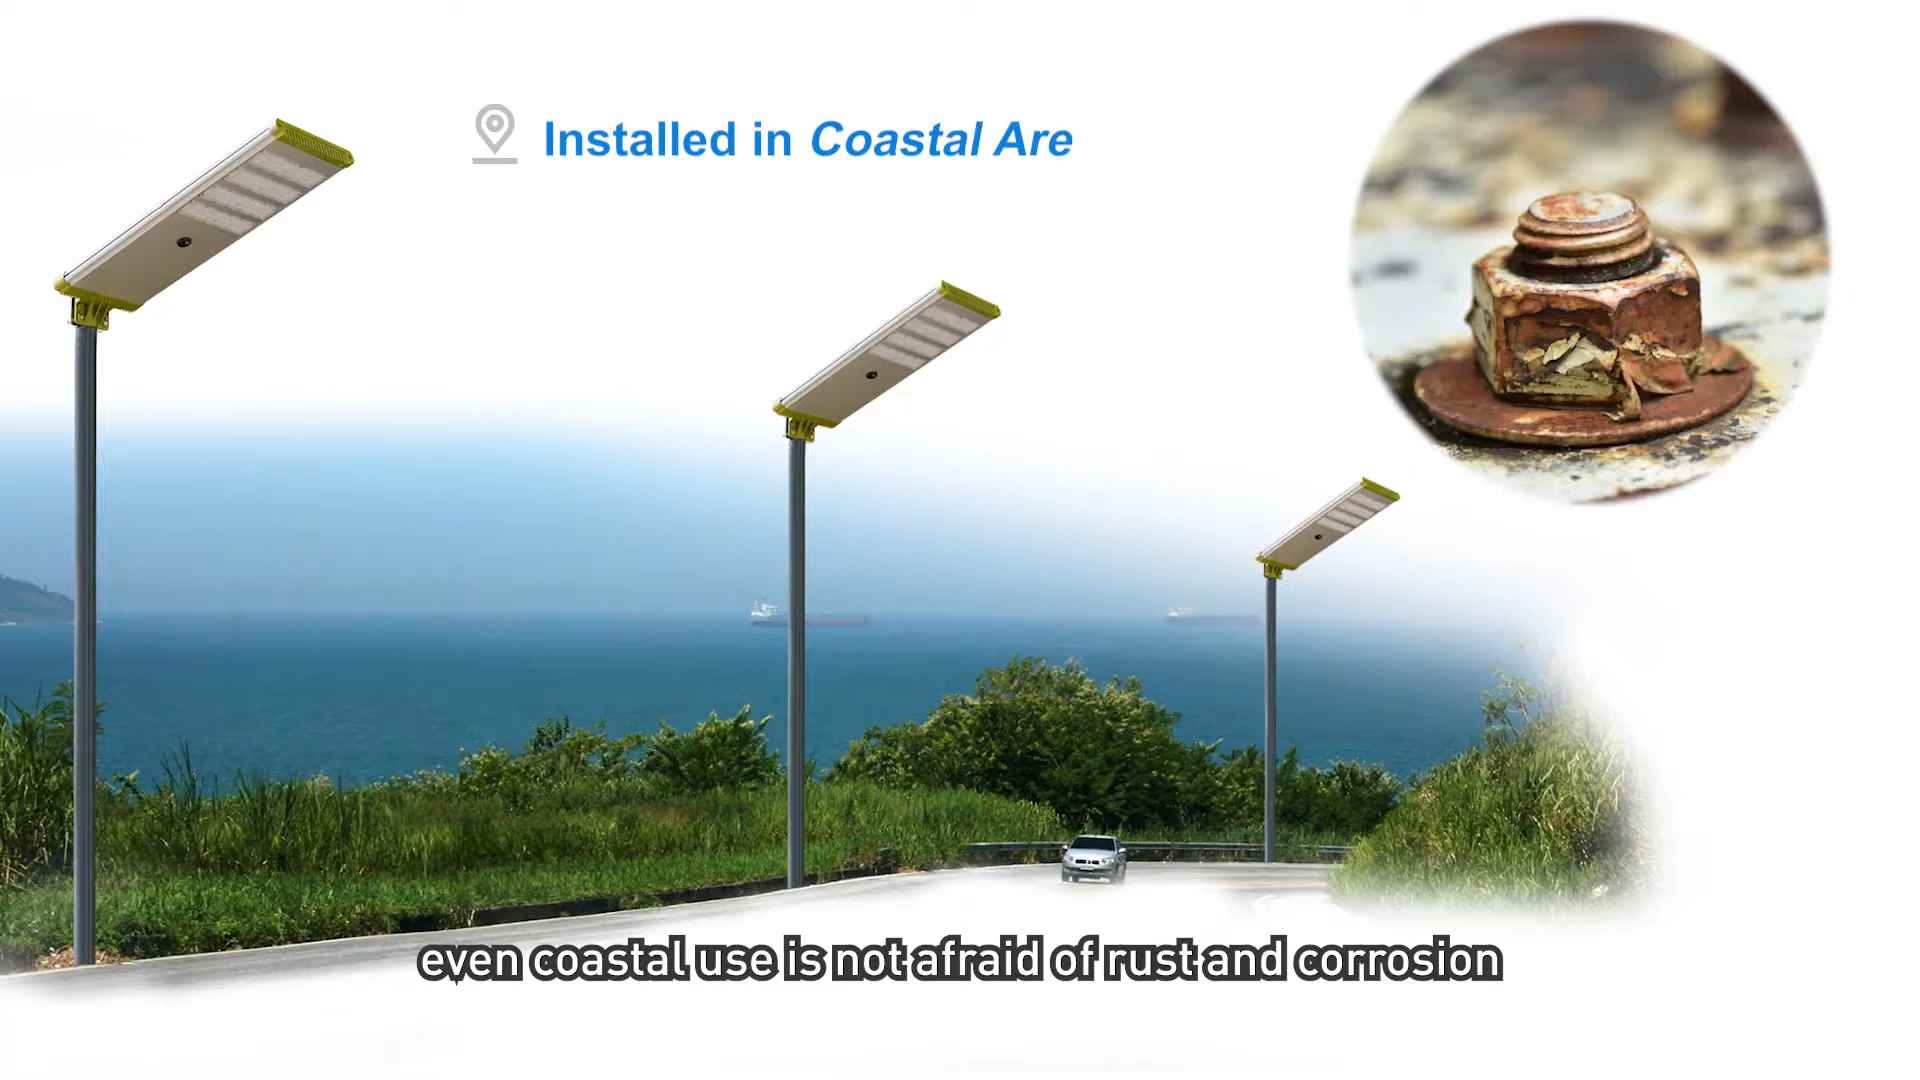 Installed in Coastal Are
even coastal use is not afraid of rust and corrosion